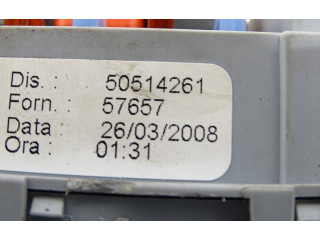 Dis. : 50514261
Forn. : 57657
Data : 26/03/2008
Ora : 01:31